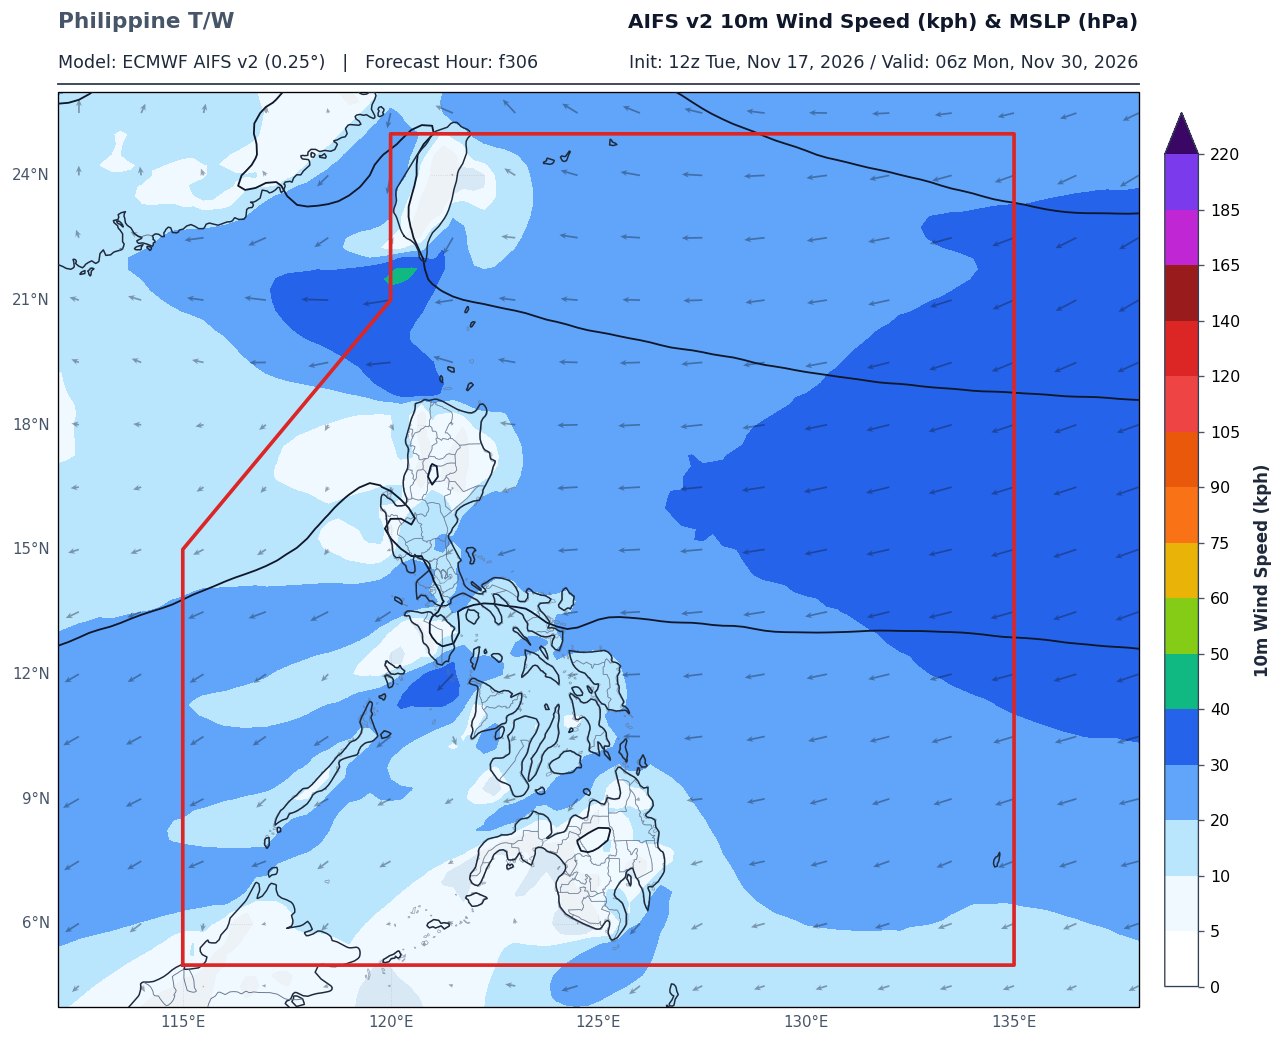 Philippine T/W
AIFS v2 10m Wind Speed (kph) & MSLP (hPa)
Model: ECMWF AIFS v2 (0.25°) | Forecast Hour: f306
Init: 12z Tue, Nov 17, 2026 / Valid: 06z Mon, Nov 30, 2026
24°N
21°N
18°N
15°N
12°N
9°N
6°N
115°E
120°E
125°E
130°E
135°E
220
185
165
140
120
105
90
75
60
50
40
30
20
10
5
0
10m Wind Speed (kph)